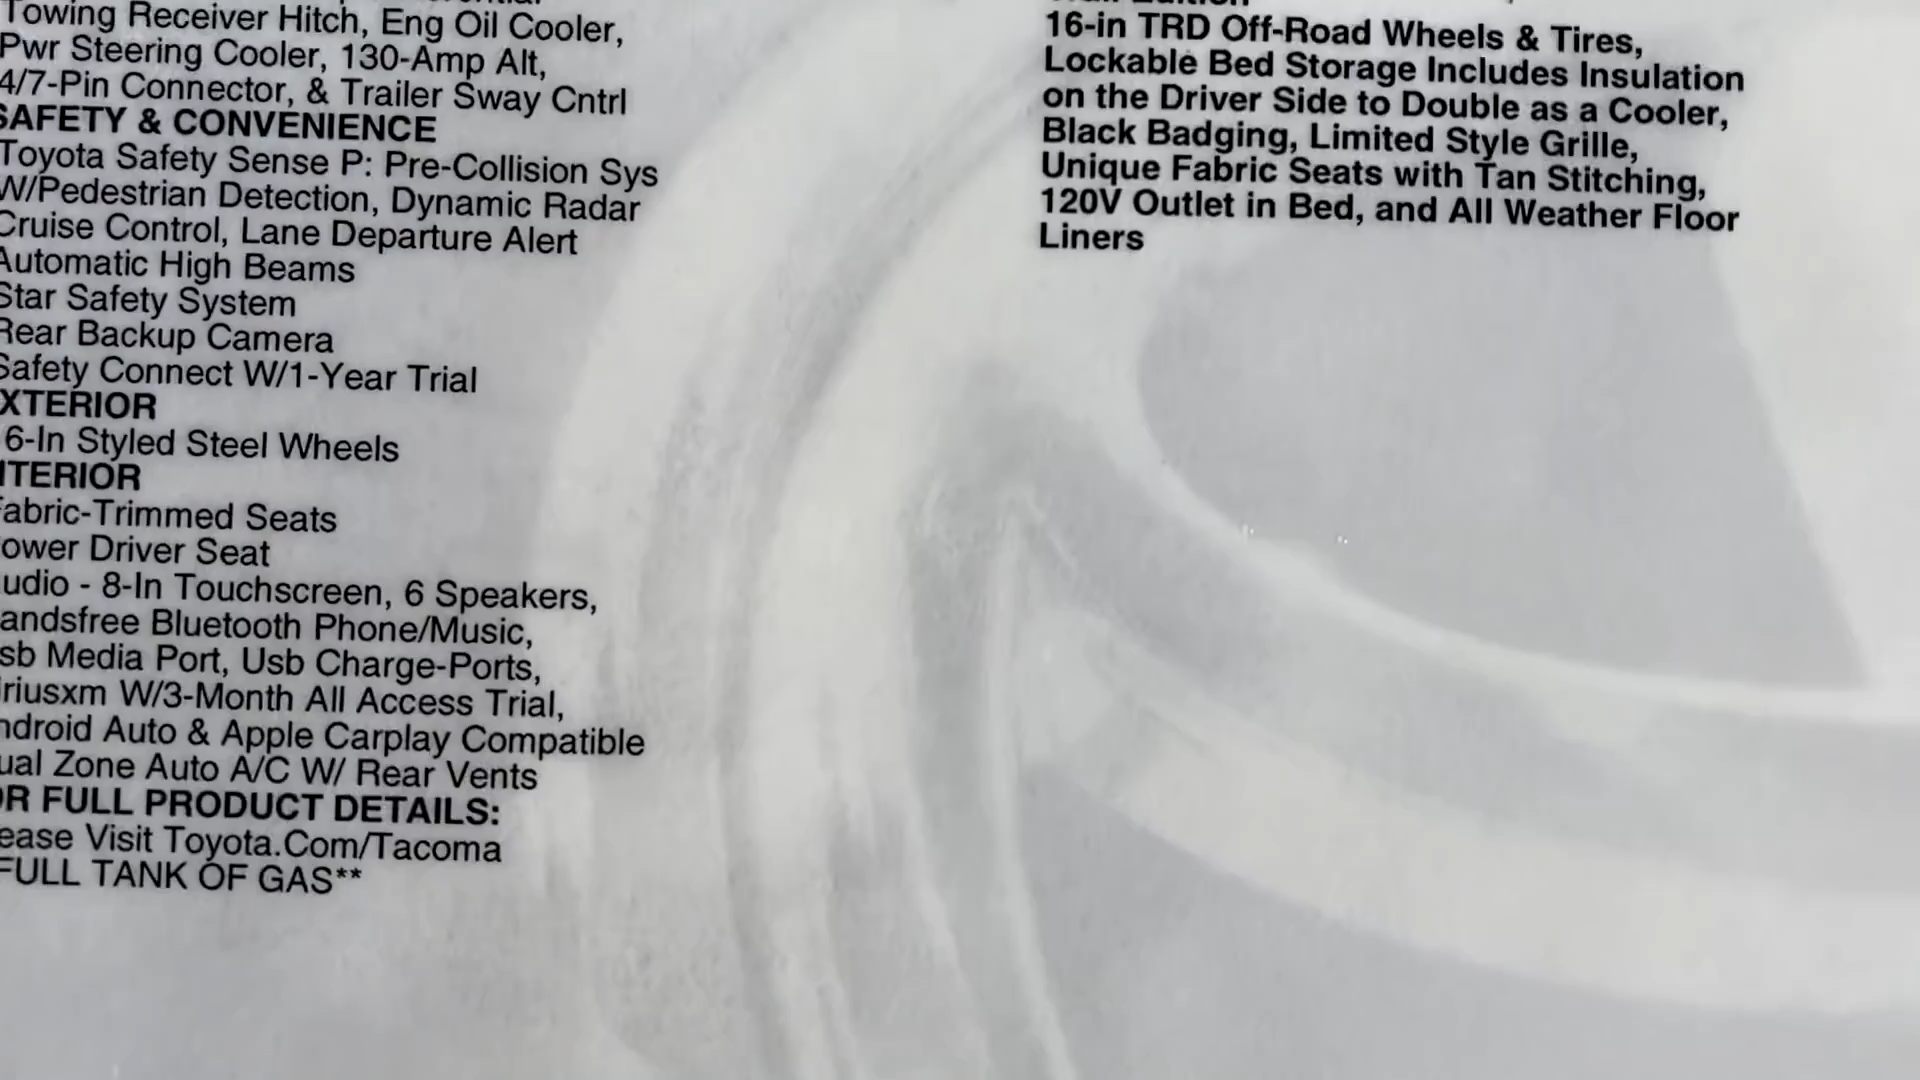 Towing Receiver Hitch, Eng Oil Cooler,
Pwr Steering Cooler, 130-Amp Alt,
4/7-Pin Connector, & Trailer Sway Cntrl
SAFETY & CONVENIENCE
Toyota Safety Sense P: Pre-Collision Sys
W/Pedestrian Detection, Dynamic Radar
Cruise Control, Lane Departure Alert
Automatic High Beams
Star Safety System
Rear Backup Camera
Safety Connect W/1-Year Trial
XTERIOR
6-In Styled Steel Wheels
TERIOR
abric-Trimmed Seats
ower Driver Seat
udio - 8-In Touchscreen, 6 Speakers,
andsfree Bluetooth Phone/Music,
sb Media Port, Usb Charge-Ports,
iriusxm W/3-Month All Access Trial,
ndroid Auto & Apple Carplay Compatible
ual Zone Auto A/C W/ Rear Vents
OR FULL PRODUCT DETAILS:
ease Visit Toyota.Com/Tacoma
FULL TANK OF GAS**
16-in TRD Off-Road Wheels & Tires,
Lockable Bed Storage Includes Insulation
on the Driver Side to Double as a Cooler,
Black Badging, Limited Style Grille,
Unique Fabric Seats with Tan Stitching,
120V Outlet in Bed, and All Weather Floor
Liners